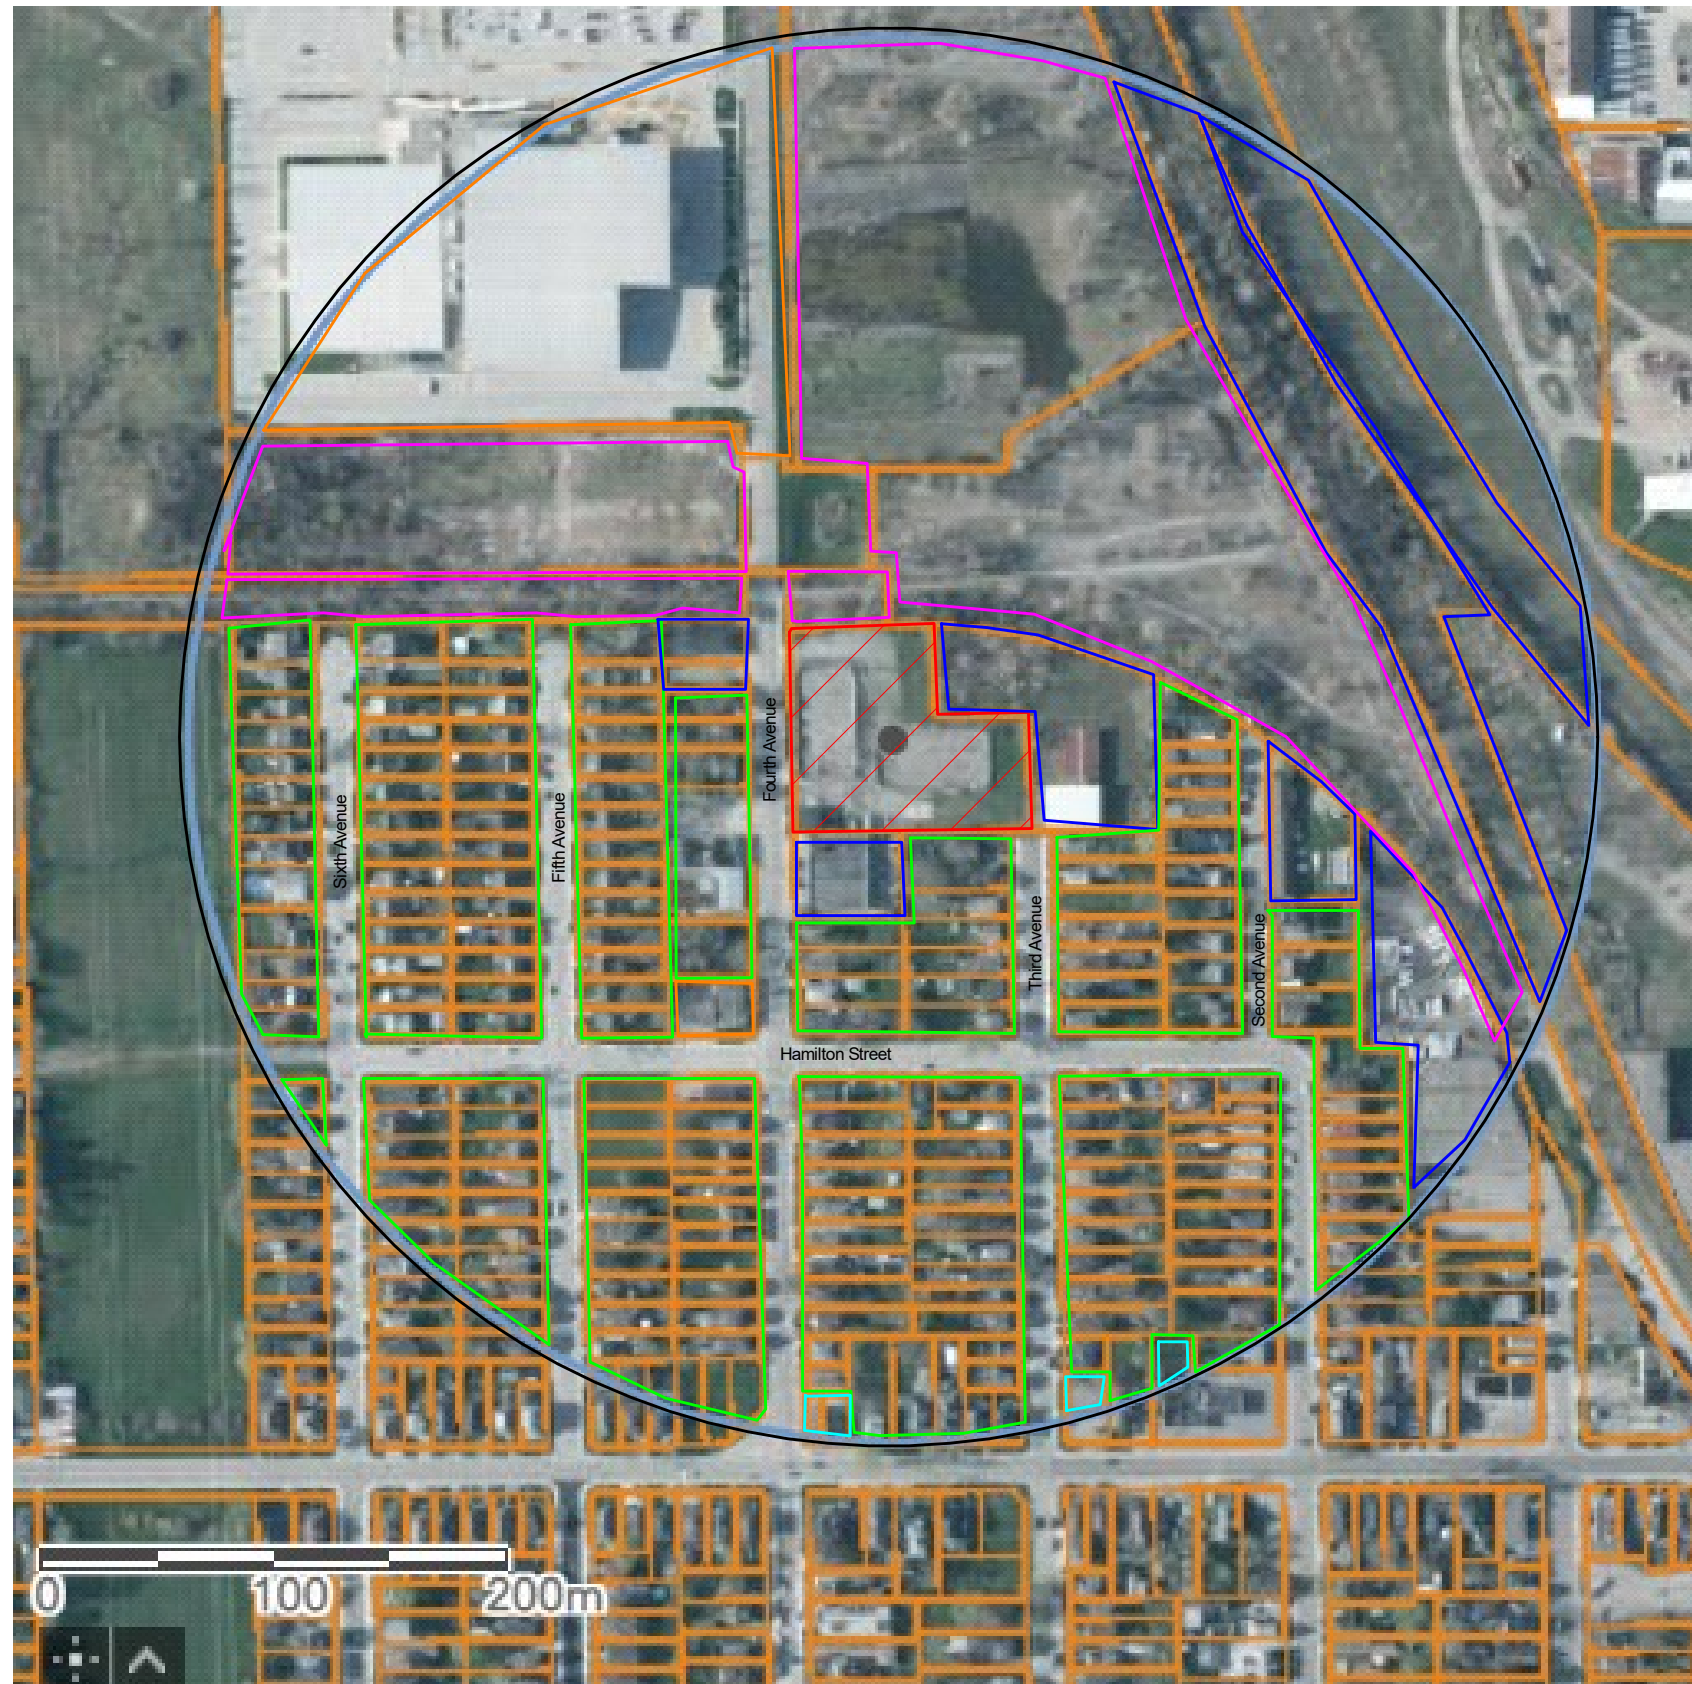 Fourth Avenue
Sixth Avenue
Fifth Avenue
Third Avenue
Second Avenue
Hamilton Street
0 100 200m